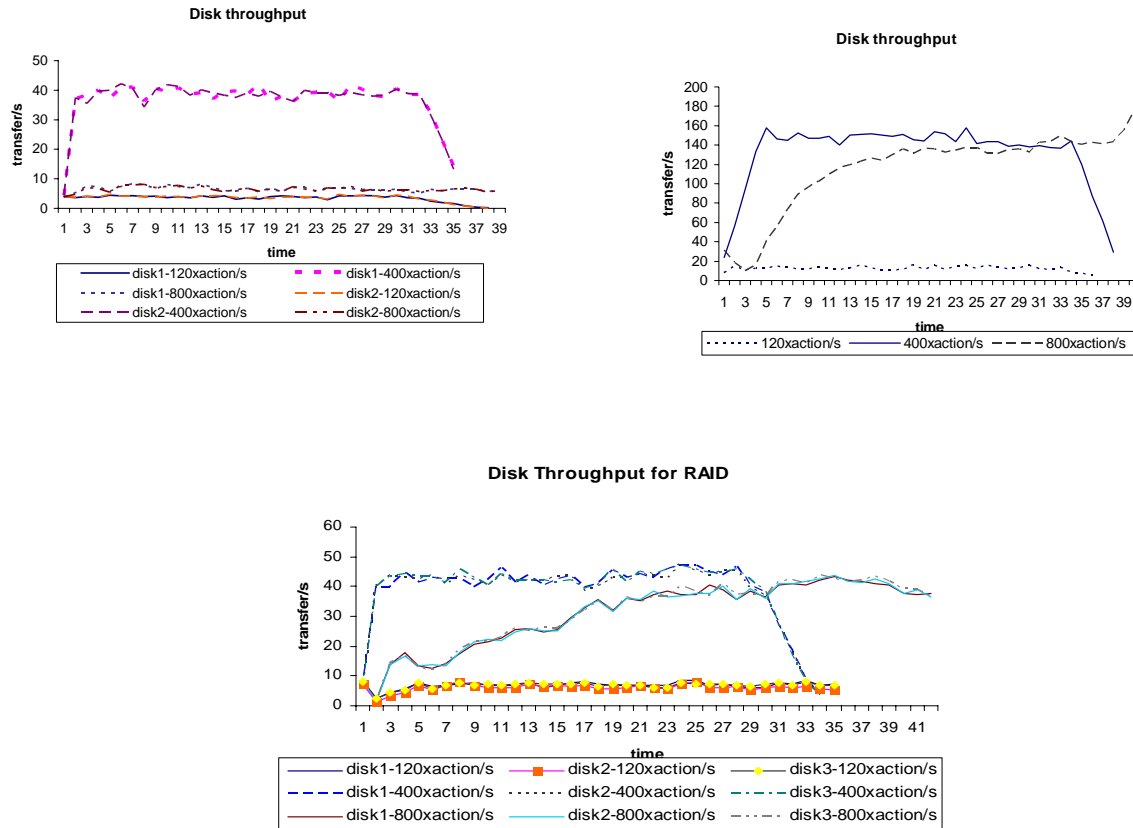 Disk throughput
50
40
30
20
10
0
transfer/s
1 3 5 7 9 11 13 15 17 19 21 23 25 27 29 31 33 35 37 39
time
disk1-120xaction/s disk1-400xaction/s
disk1-800xaction/s disk2-120xaction/s
disk2-400xaction/s disk2-800xaction/s
Disk throughput
200
180
160
140
120
100
80
60
40
20
0
transfer/s
1 3 5 7 9 11 13 15 17 19 21 23 25 27 29 31 33 35 37 39
time
120xaction/s 400xaction/s 800xaction/s
Disk Throughput for RAID
60
50
40
30
20
10
0
transfer/s
1 3 5 7 9 11 13 15 17 19 21 23 25 27 29 31 33 35 37 39 41
time
disk1-120xaction/s disk2-120xaction/s disk3-120xaction/s
disk1-400xaction/s disk2-400xaction/s disk3-400xaction/s
disk1-800xaction/s disk2-800xaction/s disk3-800xaction/s